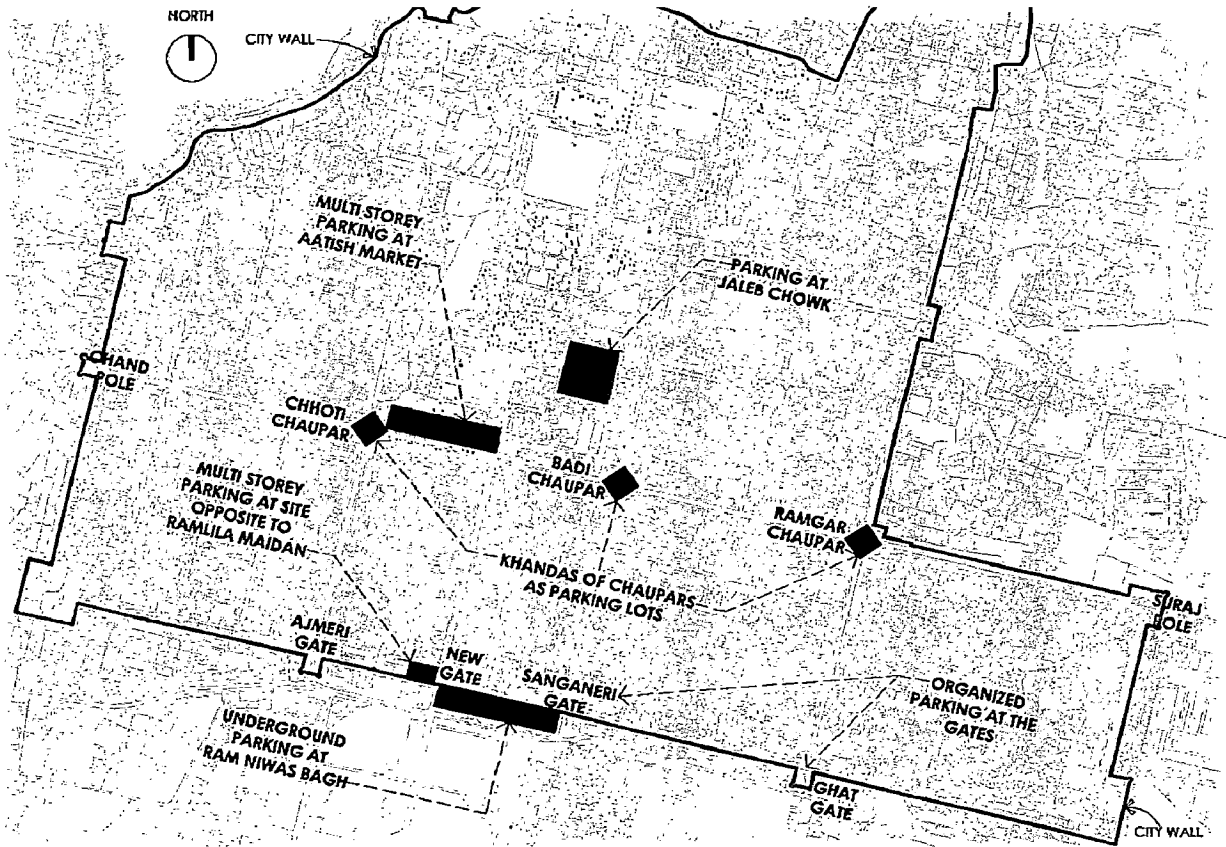 NORTH
CITY WALL
MULTI STOREY
PARKING AT
AATISH MARKET
PARKING AT
JALEB CHOWK
CHAND
POLE
CHHOTI
CHAUPAR
BADI
CHAUPAR
MULTI STOREY
PARKING AT SITE
OPPOSITE TO
RAMLILA MAIDAN
RAMGAR
CHAUPAR
KHANDAS OF CHAUPARS
AS PARKING LOTS
SURAJ
POLE
AJMERI
GATE
NEW
GATE
SANGANERI
GATE
ORGANIZED
PARKING AT THE
GATES
UNDERGROUND
PARKING AT
RAM NIWAS BAGH
GHAT
GATE
CITY WALL